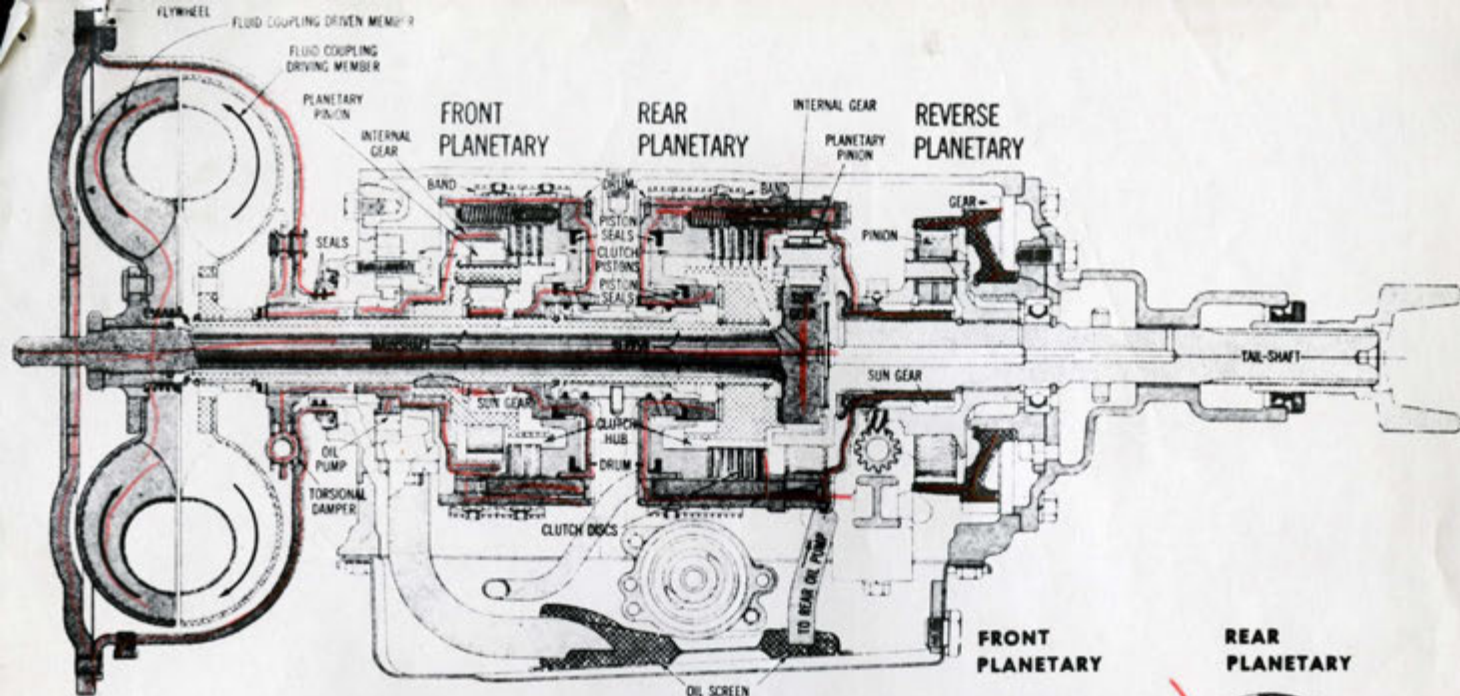 FLYWHEEL
FLUID COUPLING DRIVEN MEMBER
FLUID COUPLING
DRIVING MEMBER
PLANETARY
PINION
INTERNAL
GEAR
FRONT
PLANETARY
REAR
PLANETARY
INTERNAL GEAR
PLANETARY
PINION
REVERSE
PLANETARY
BAND
DRUM
BAND
GEAR
SEALS
PISTON
SEALS
CLUTCH
PISTONS
PISTON
SEALS
PINION
MAINSHAFT
TAIL-SHAFT
SUN GEAR
SUN GEAR
CLUTCH
HUB
OIL
PUMP
DRUM
TORSIONAL
DAMPER
CLUTCH DISCS
TO REAR OIL PUMP
OIL SCREEN
FRONT
PLANETARY
REAR
PLANETARY